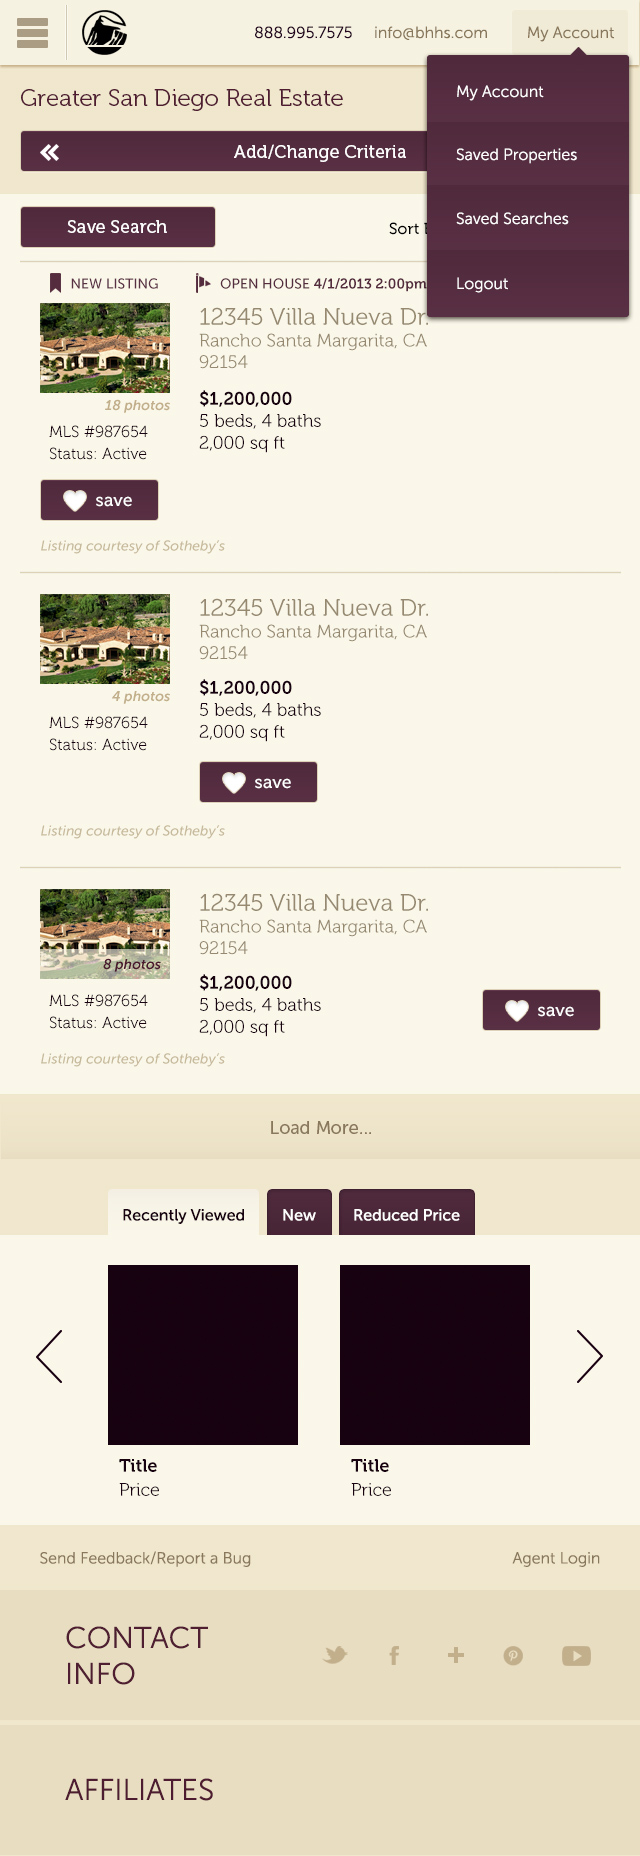 888.995.7575
info@bhhs.com
My Account
My Account
Saved Properties
Saved Searches
Logout
Greater San Diego Real Estate
Add/Change Criteria
Save Search
Sort
NEW LISTING
OPEN HOUSE 4/1/2013 2:00pm
12345 Villa Nueva Dr.
Rancho Santa Margarita, CA
92154
18 photos
$1,200,000
5 beds, 4 baths
2,000 sq ft
MLS #987654
Status: Active
save
Listing courtesy of Sotheby's
12345 Villa Nueva Dr.
Rancho Santa Margarita, CA
92154
4 photos
$1,200,000
5 beds, 4 baths
2,000 sq ft
MLS #987654
Status: Active
save
Listing courtesy of Sotheby's
12345 Villa Nueva Dr.
Rancho Santa Margarita, CA
92154
8 photos
$1,200,000
5 beds, 4 baths
2,000 sq ft
MLS #987654
Status: Active
save
Listing courtesy of Sotheby's
Load More...
Recently Viewed
New
Reduced Price
Title
Price
Title
Price
Send Feedback/Report a Bug
Agent Login
CONTACT
INFO
AFFILIATES